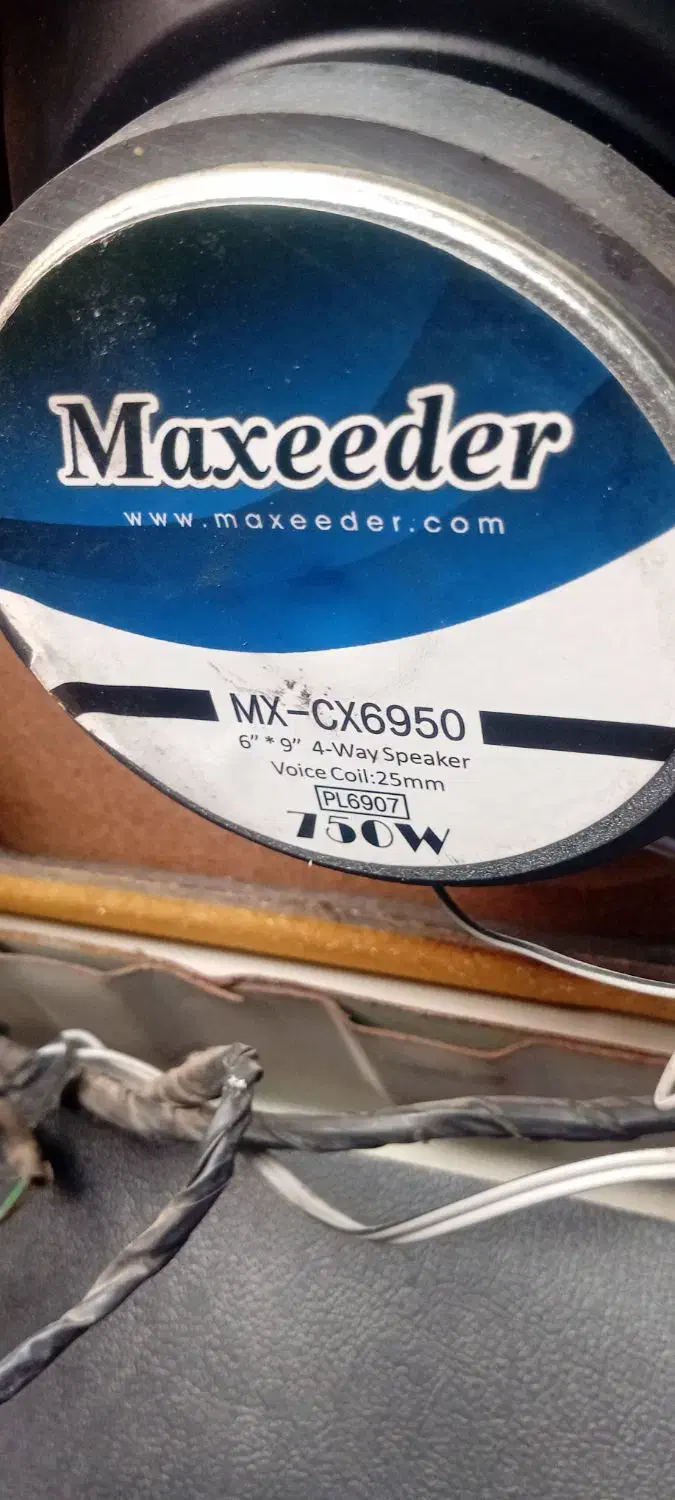 Maxeeder
www.maxeeder.com
MX-CX6950
6" * 9" 4-Way Speaker
Voice Coil:25mm
PL6907
750W